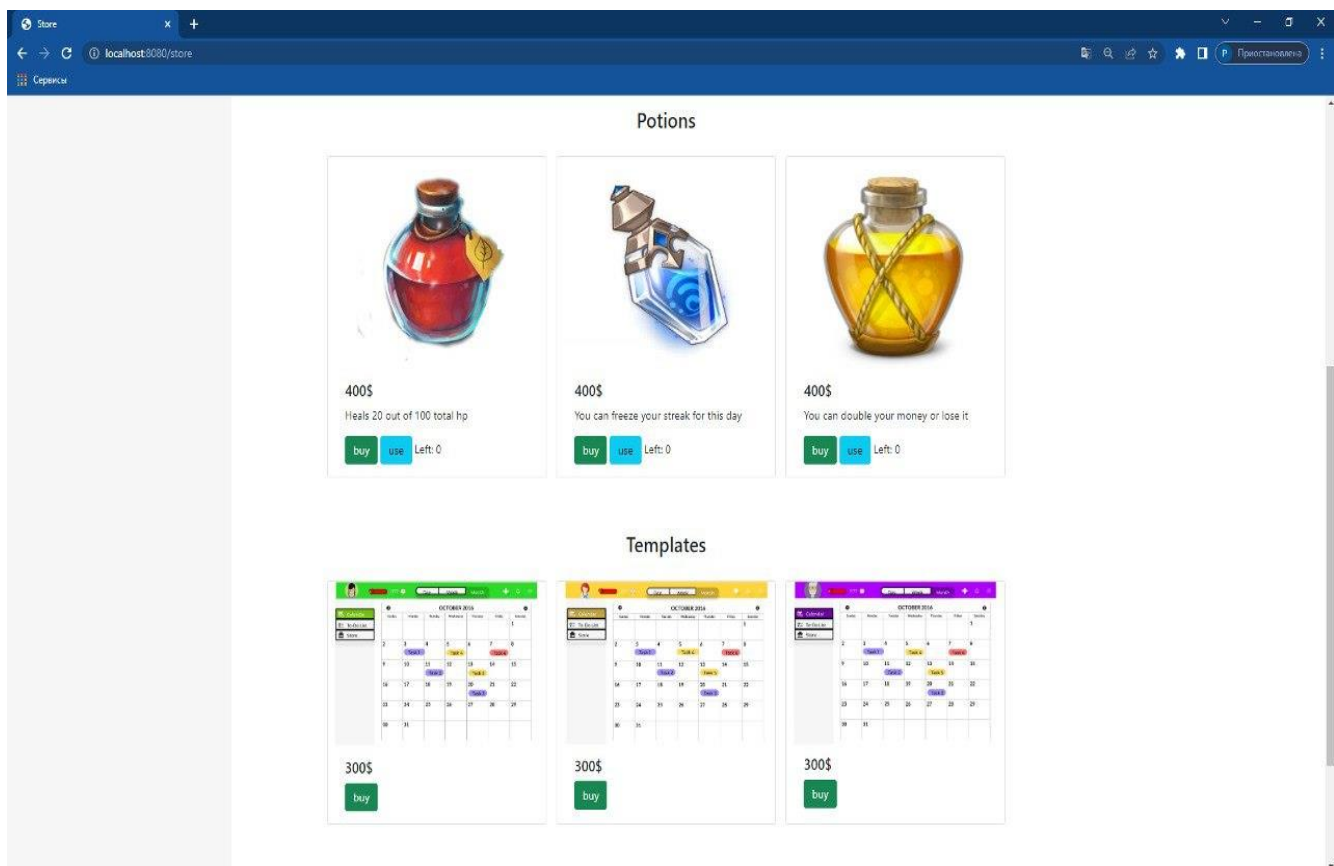 Store
localhost:8080/store
P Приостановлена
Сервисы
Potions
400$ 400$ 400$
Heals 20 out of 100 total hp You can freeze your streak for this day You can double your money or lose it
buy use Left: 0 buy use Left: 0 buy use Left: 0
Templates
OCTOBER 2016 OCTOBER 2016 OCTOBER 2016
300$ 300$ 300$
buy buy buy